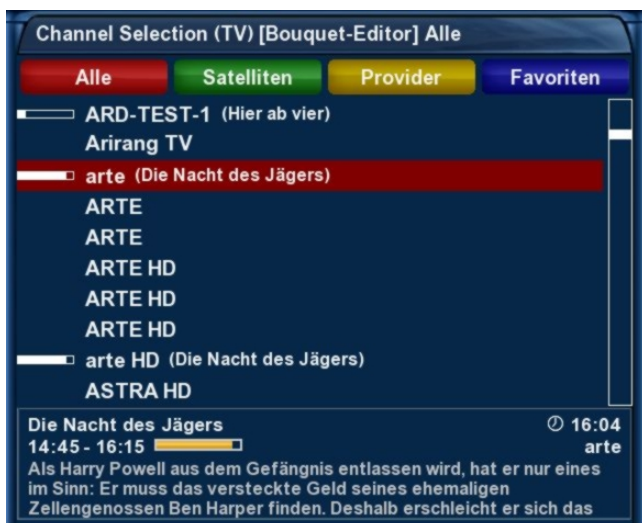 Channel Selection (TV) [Bouquet-Editor] Alle
Alle Satelliten Provider Favoriten
ARD-TEST-1 (Hier ab vier)
Arirang TV
arte (Die Nacht des Jägers)
ARTE
ARTE
ARTE HD
ARTE HD
ARTE HD
arte HD (Die Nacht des Jägers)
ASTRA HD
Die Nacht des Jägers 16:04
14:45 - 16:15 arte
Als Harry Powell aus dem Gefängnis entlassen wird, hat er nur eines
im Sinn: Er muss das versteckte Geld seines ehemaligen
Zellengenossen Ben Harper finden. Deshalb erschleicht er sich das